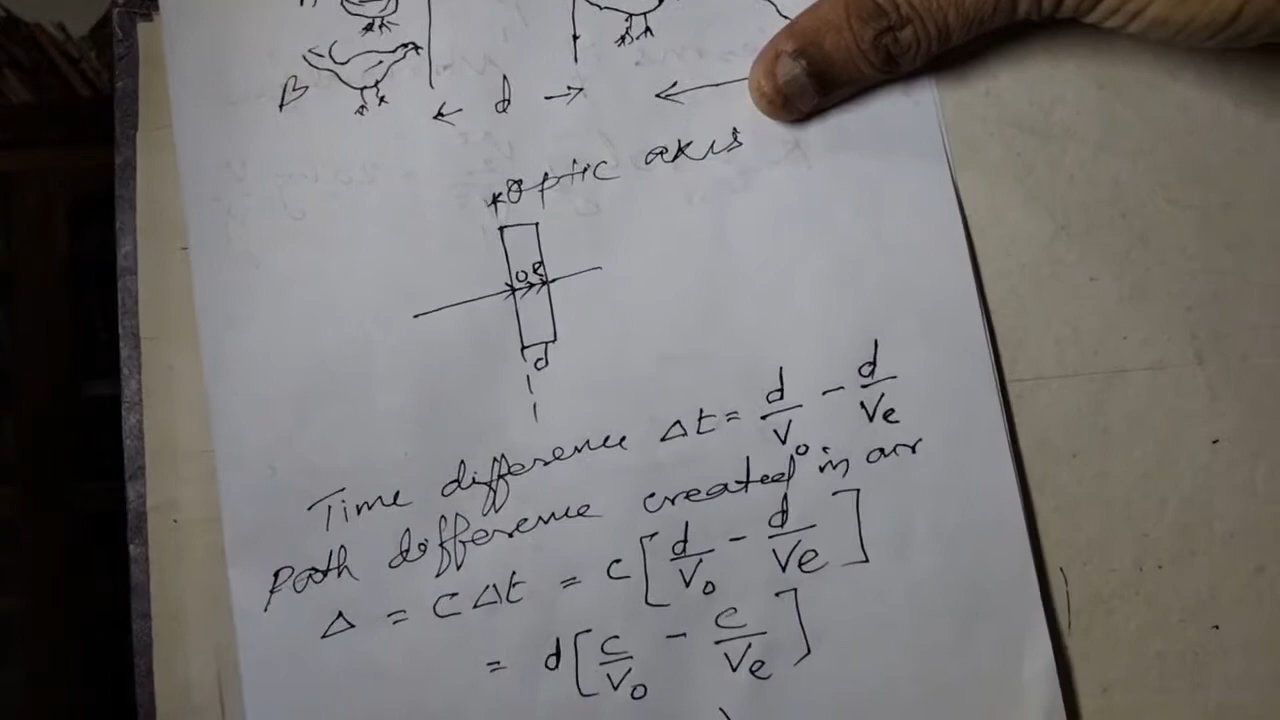 B
← d →
Optic axis
O E
d
Time difference Δt = d/V₀ - d/Ve
Path difference created in air
Δ = CΔt = C[d/V₀ - d/Ve]
= d[C/V₀ - C/Ve]